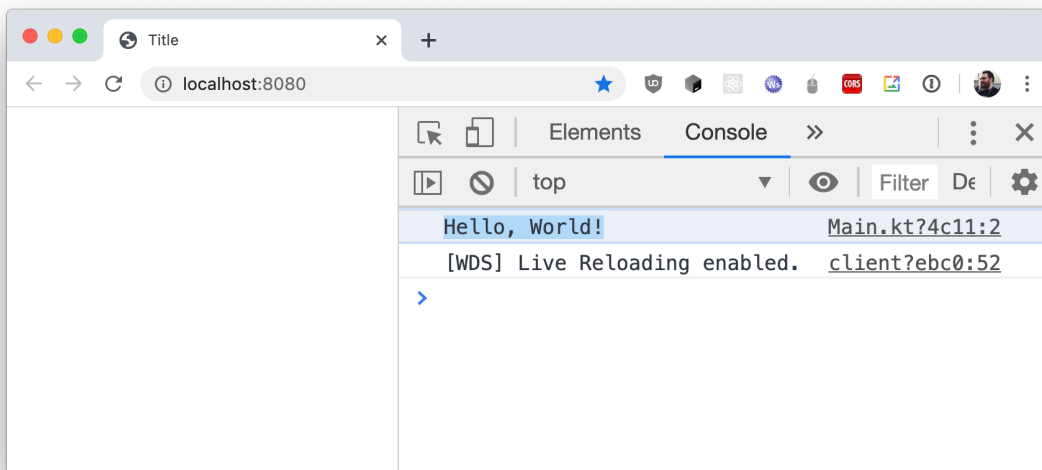 Title
localhost:8080
CORS
Elements Console
top Filter De
Hello, World! Main.kt?4c11:2
[WDS] Live Reloading enabled. client?ebc0:52